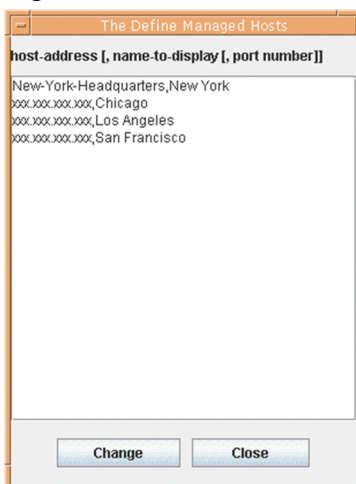 The Define Managed Hosts
host-address [, name-to-display [, port number]]
New-York-Headquarters,New York
xxx.xxx.xxx.xxx,Chicago
xxx.xxx.xxx.xxx,Los Angeles
xxx.xxx.xxx.xxx,San Francisco
Change Close